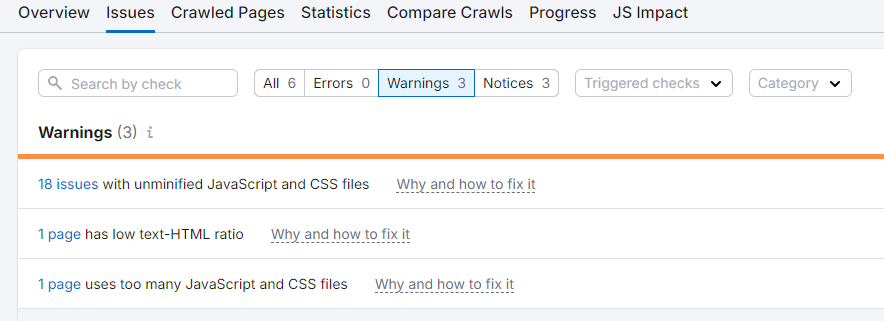 Overview Issues Crawled Pages Statistics Compare Crawls Progress JS Impact
Search by check All 6 Errors 0 Warnings 3 Notices 3 Triggered checks Category
Warnings (3) i
18 issues with unminified JavaScript and CSS files Why and how to fix it
1 page has low text-HTML ratio Why and how to fix it
1 page uses too many JavaScript and CSS files Why and how to fix it